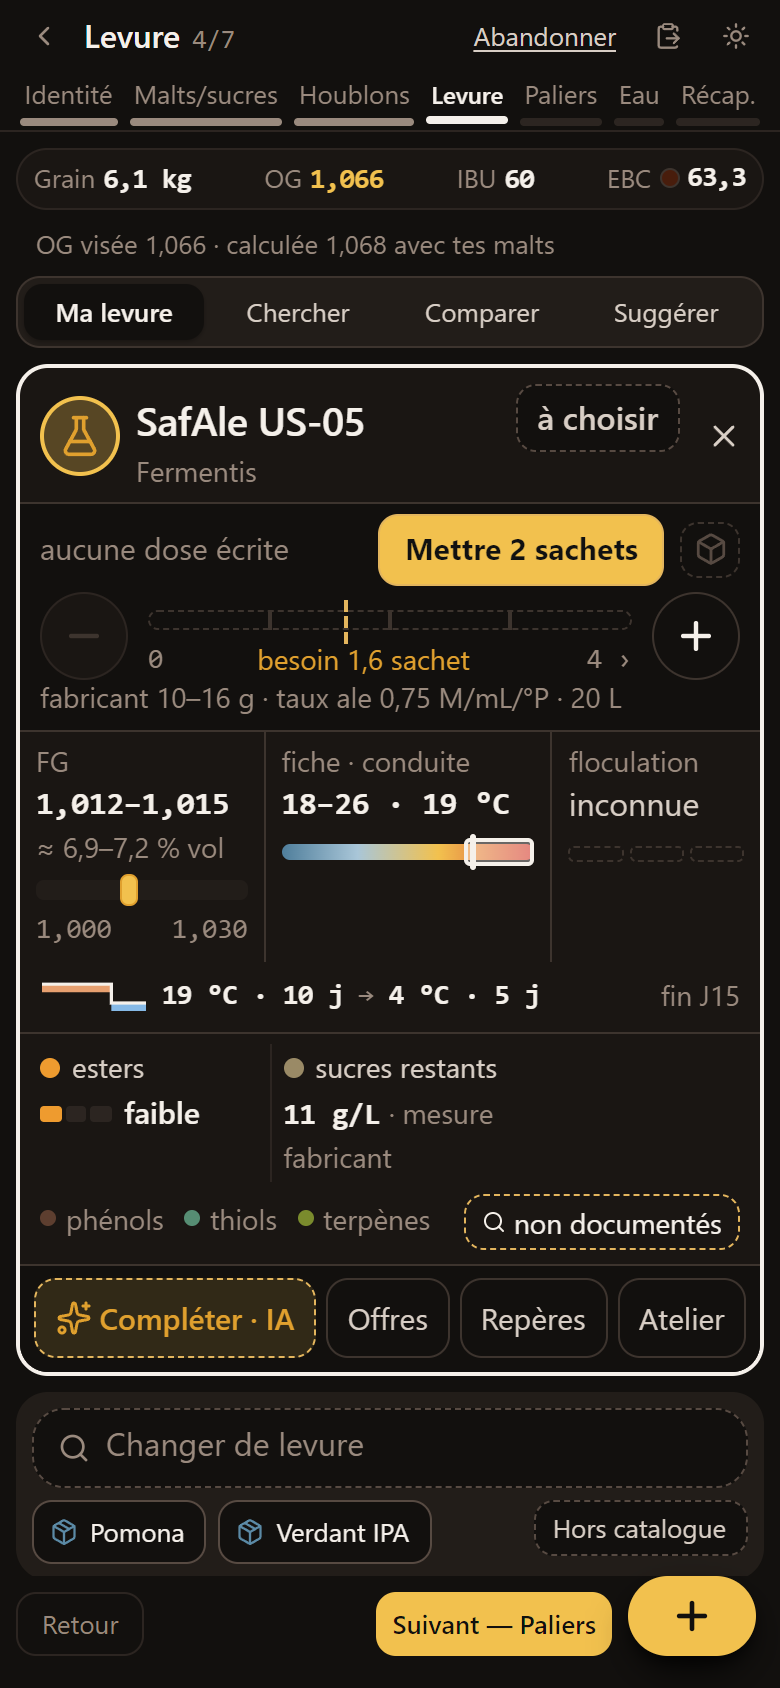 Levure 4/7 Abandonner
Identité Malts/sucres Houblons Levure Paliers Eau Récap.
Grain 6,1 kg OG 1,066 IBU 60 EBC 63,3
OG visée 1,066 · calculée 1,068 avec tes malts
Ma levure Chercher Comparer Suggérer
SafAle US-05 à choisir
Fermentis
aucune dose écrite Mettre 2 sachets
0 besoin 1,6 sachet 4 ›
fabricant 10–16 g · taux ale 0,75 M/mL/°P · 20 L
FG fiche · conduite floculation
1,012–1,015 18–26 · 19 °C inconnue
≈ 6,9–7,2 % vol
1,000 1,030
19 °C · 10 j → 4 °C · 5 j fin J15
esters sucres restants
faible 11 g/L · mesure
fabricant
phénols thiols terpènes non documentés
Compléter · IA Offres Repères Atelier
Changer de levure
Pomona Verdant IPA Hors catalogue
Retour Suivant — Paliers +